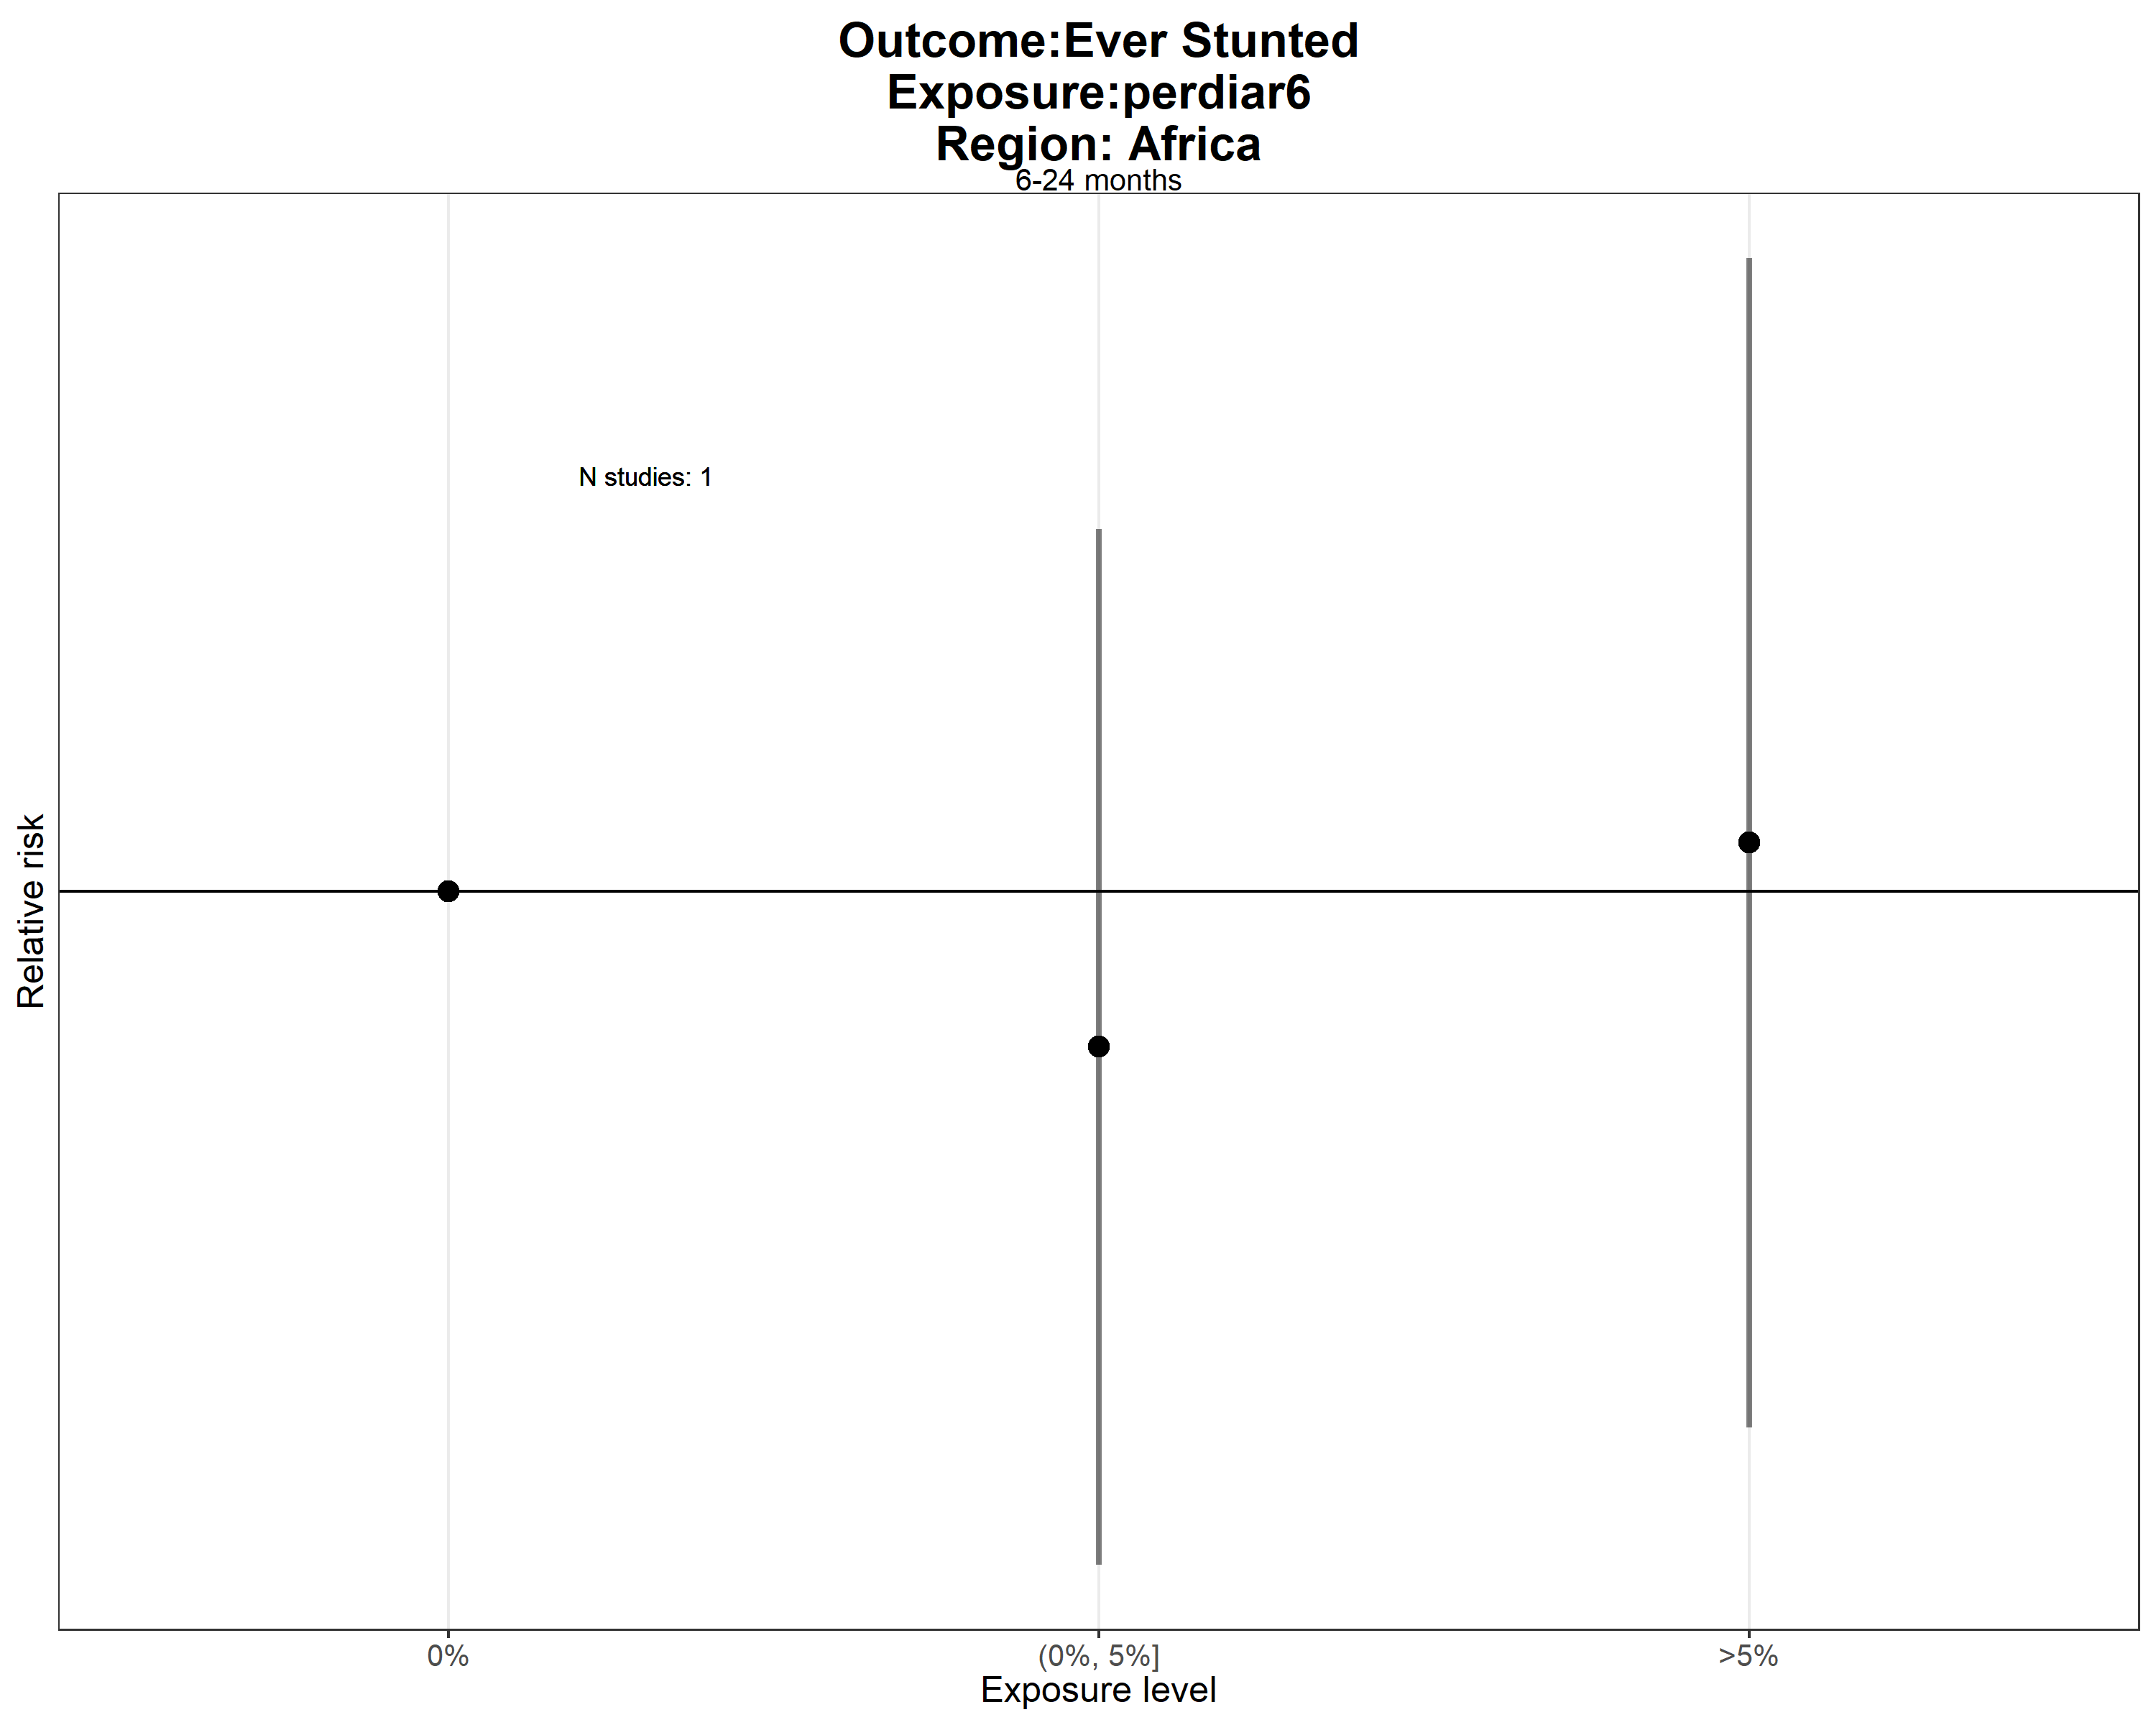 Outcome:Ever Stunted
Exposure:perdiar6
Region: Africa
6-24 months
N studies: 1
Relative risk
0%
(0%, 5%]
>5%
Exposure level